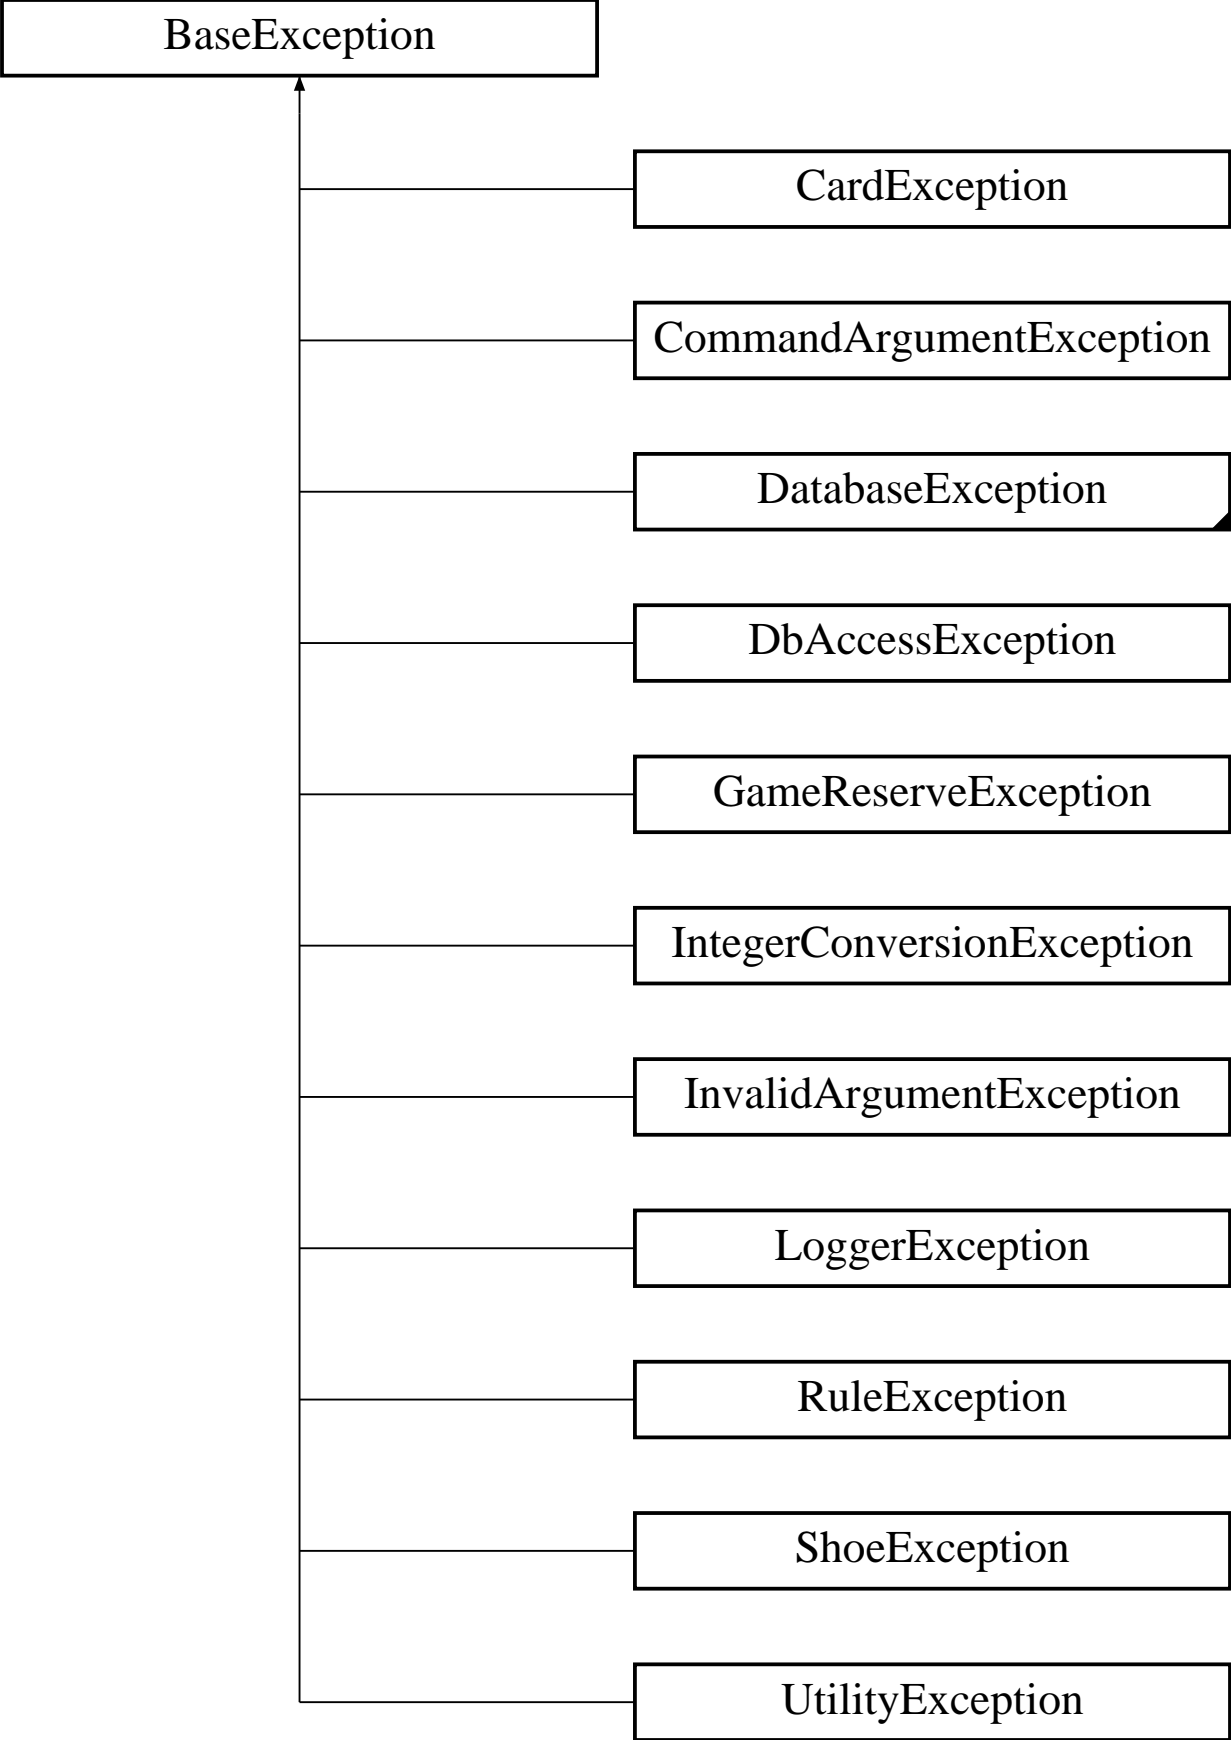 BaseException
CardException
CommandArgumentException
DatabaseException
DbAccessException
GameReserveException
IntegerConversionException
InvalidArgumentException
LoggerException
RuleException
ShoeException
UtilityException